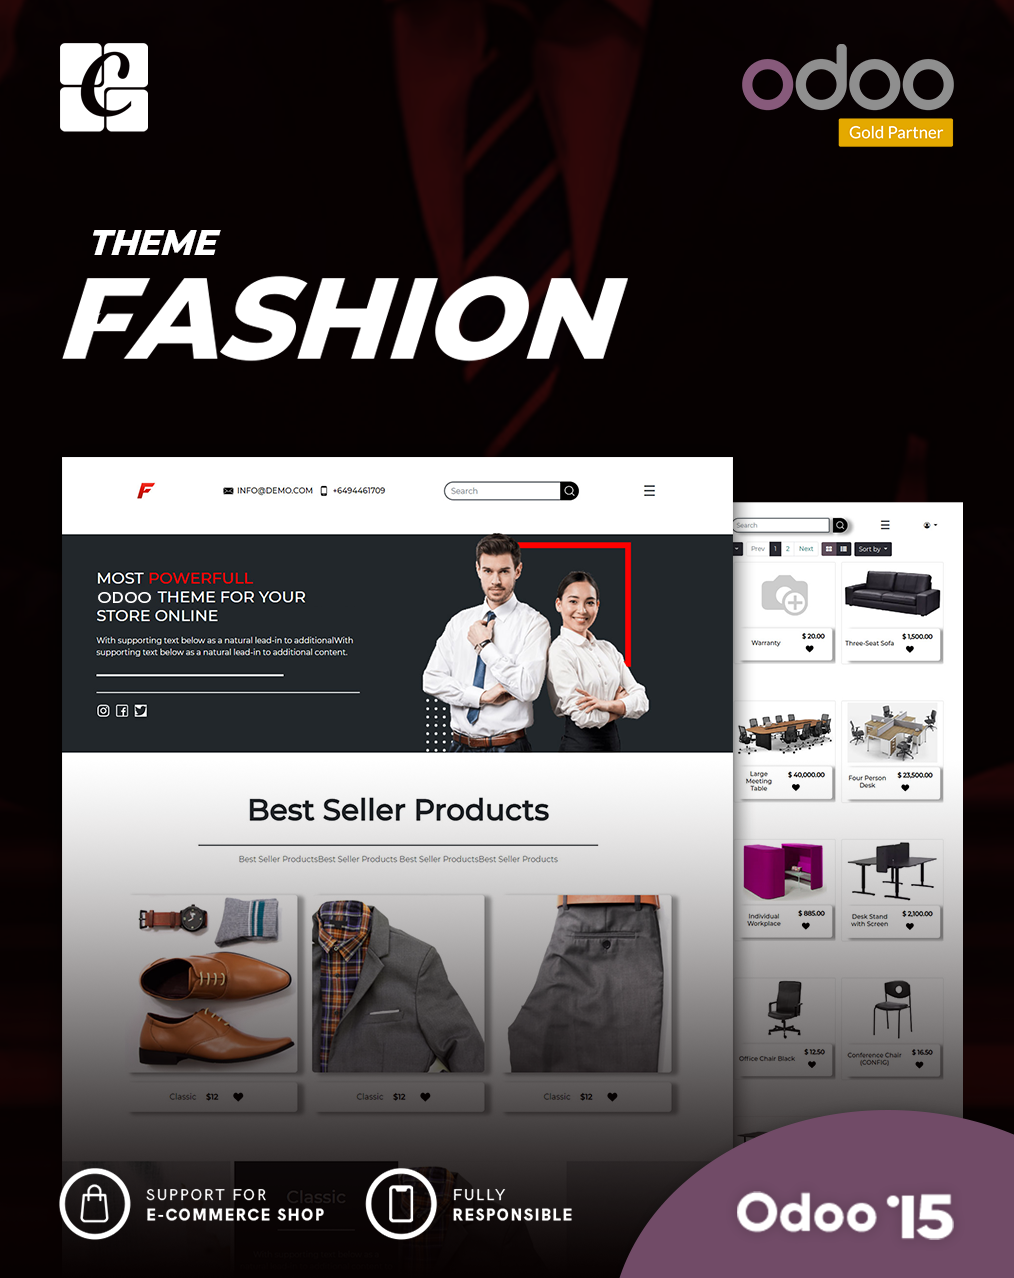 C
odoo
Gold Partner
THEME
FASHION
F
INFO@DEMO.COM
+6494461709
Search
MOST POWERFULL
ODOO THEME FOR YOUR
STORE ONLINE
With supporting text below as a natural lead-in to additionalWith
supporting text below as a natural lead-in to additional content.
Best Seller Products
Best Seller ProductsBest Seller Products Best Seller ProductsBest Seller Products
Classic $12
Classic $12
Classic $12
Classic
Search
Prev 1 2 Next Sort by
Warranty $ 20.00
Three-Seat Sofa $ 1,500.00
Large
Meeting
Table
$ 40,000.00
Four Person
Desk
$ 23,500.00
Individual
Workplace
$ 885.00
Desk Stand
with Screen
$ 2,100.00
Office Chair Black $ 12.50
Conference Chair
(CONFIG)
$ 16.50
SUPPORT FOR
E-COMMERCE SHOP
FULLY
RESPONSIBLE
Odoo '15